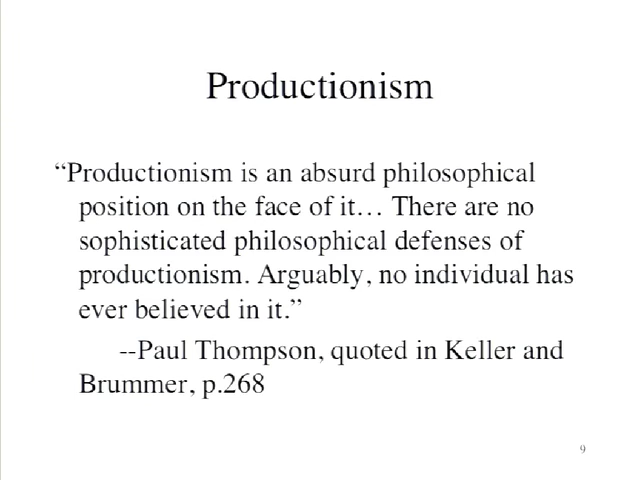 Productionism
“Productionism is an absurd philosophical
position on the face of it… There are no
sophisticated philosophical defenses of
productionism. Arguably, no individual has
ever believed in it.”
--Paul Thompson, quoted in Keller and
Brummer, p.268
9